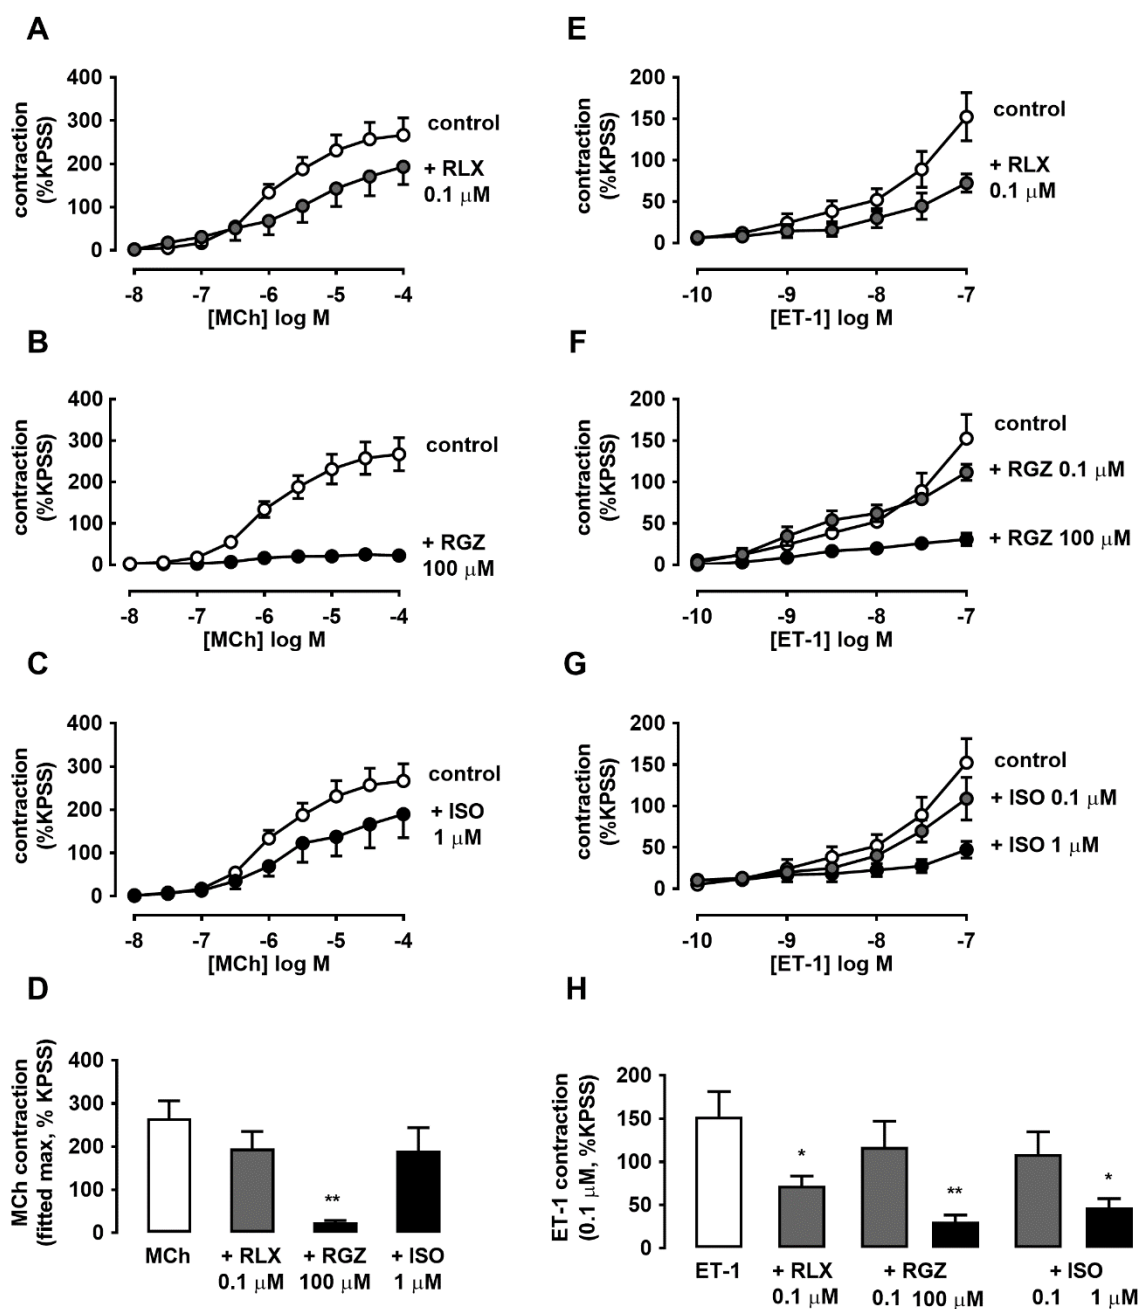 A
contraction
(%KPSS)
400
300
200
100
0
control
+ RLX
0.1 μM
-8
-7
-6
-5
-4
[MCh] log M
B
contraction
(%KPSS)
400
300
200
100
0
control
+ RGZ
100 μM
-8
-7
-6
-5
-4
[MCh] log M
C
contraction
(%KPSS)
400
300
200
100
0
control
+ ISO
1 μM
-8
-7
-6
-5
-4
[MCh] log M
D
MCh contraction
(fitted max, % KPSS)
400
300
200
100
0
**
MCh
+ RLX
0.1 μM
+ RGZ
100 μM
+ ISO
1 μM
E
contraction
(%KPSS)
200
150
100
50
0
control
+ RLX
0.1 μM
-10
-9
-8
-7
[ET-1] log M
F
contraction
(%KPSS)
200
150
100
50
0
control
+ RGZ 0.1 μM
+ RGZ 100 μM
-10
-9
-8
-7
[ET-1] log M
G
contraction
(%KPSS)
200
150
100
50
0
control
+ ISO 0.1 μM
+ ISO 1 μM
-10
-9
-8
-7
[ET-1] log M
H
ET-1 contraction
(0.1 μM, %KPSS)
200
150
100
50
0
*
**
*
ET-1
+ RLX
0.1 μM
+ RGZ
0.1 100 μM
+ ISO
0.1 1 μM